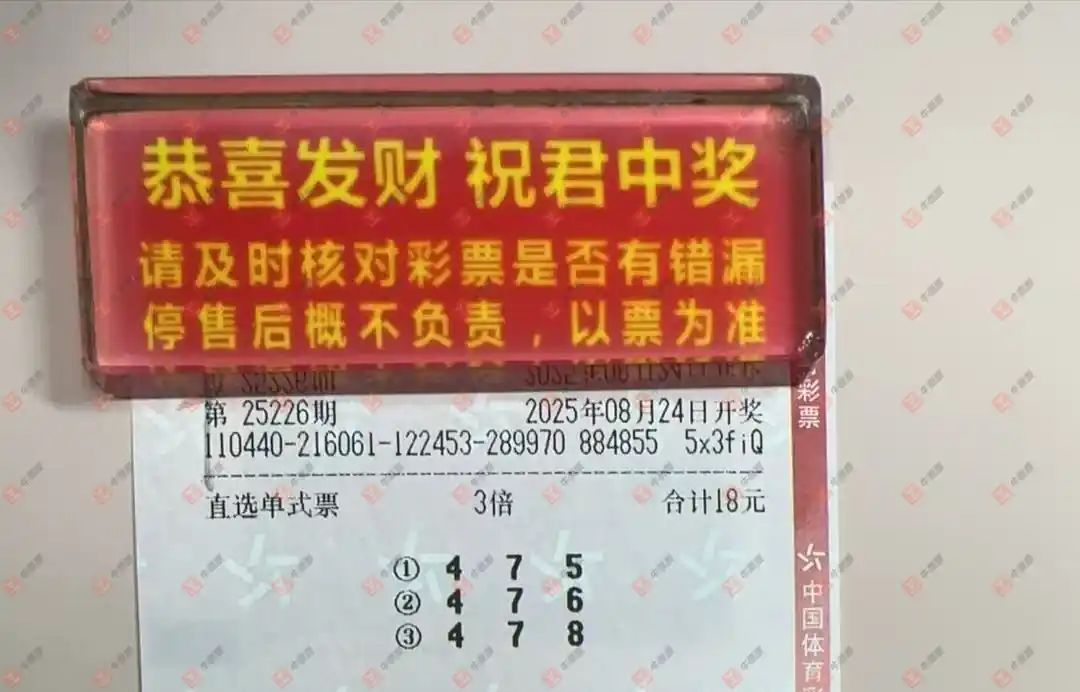 恭喜发财 祝君中奖
请及时核对彩票是否有错漏
停售后概不负责，以票为准
第 25226期 2025年08月24日开奖
110440-216061-122453-289970 884855 5x3fiQ
直选单式票 3倍 合计18元
① 4 7 5
② 4 7 6
③ 4 7 8
彩票
中国体育彩